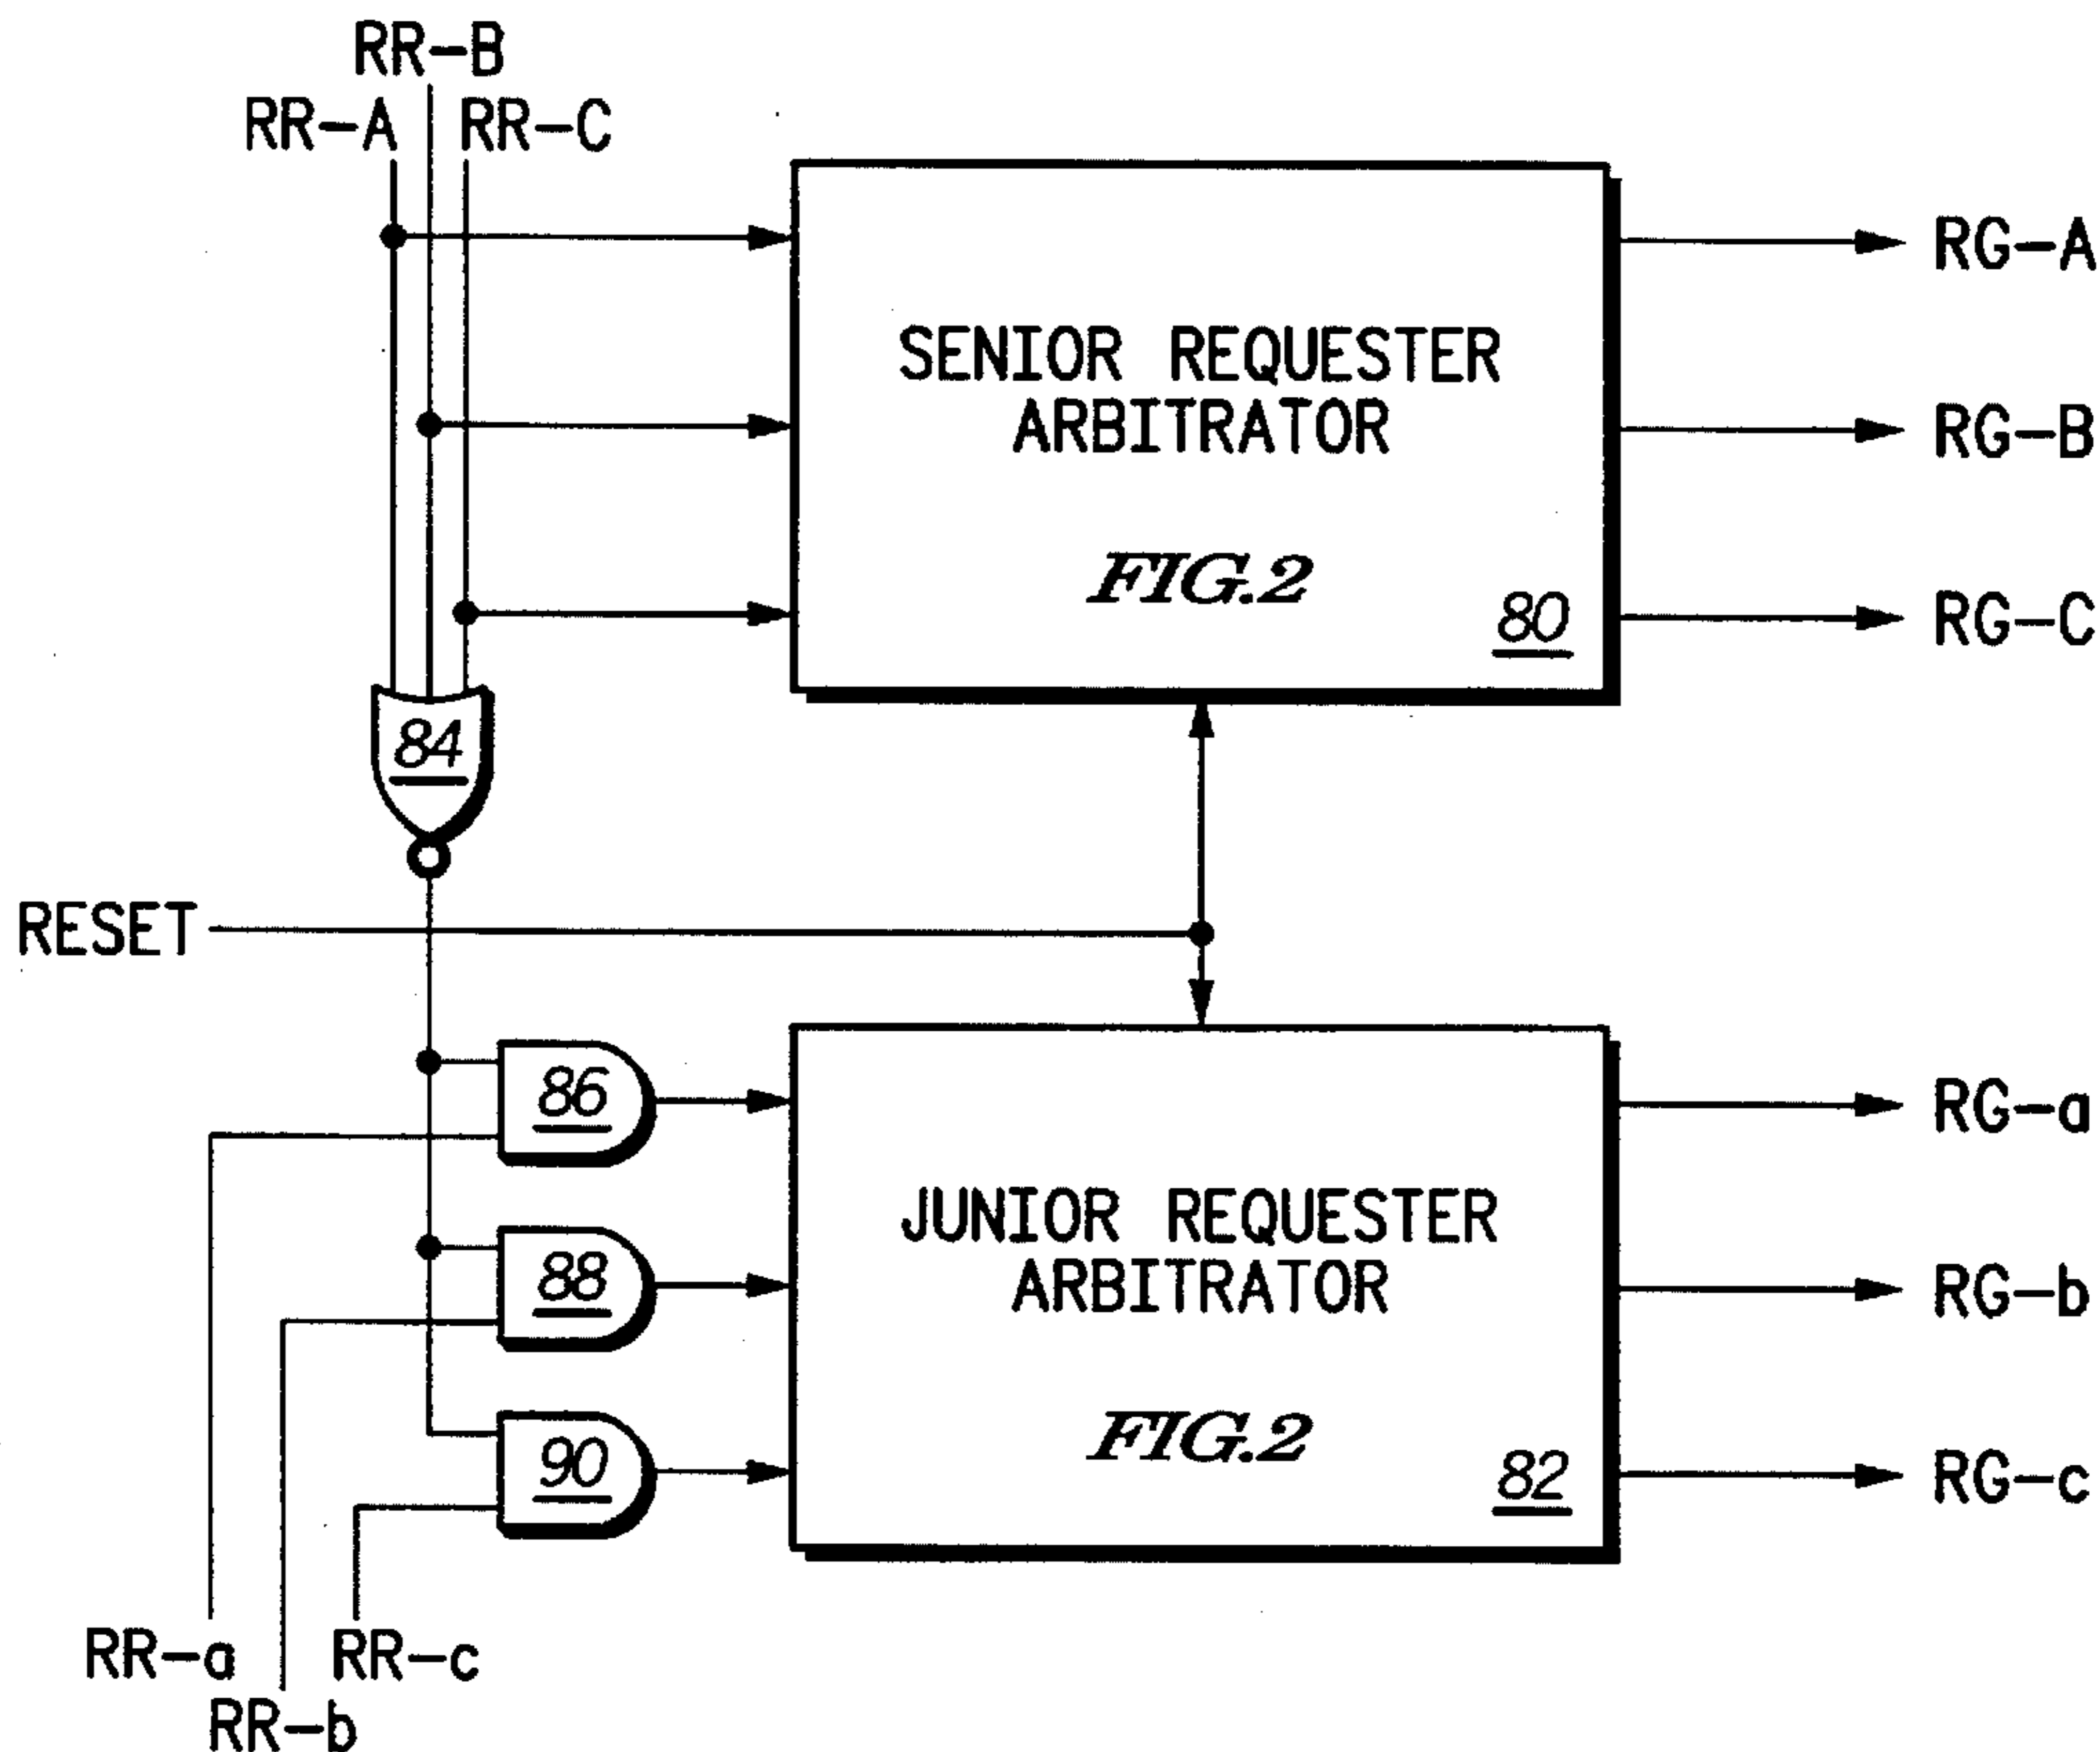 RR-B
RR-A RR-C
SENIOR REQUESTER
ARBITRATOR
FIG.2
80
RG-A
RG-B
RG-C
84
RESET
86
88
90
JUNIOR REQUESTER
ARBITRATOR
FIG.2
82
RG-a
RG-b
RG-c
RR-a RR-c
RR-b